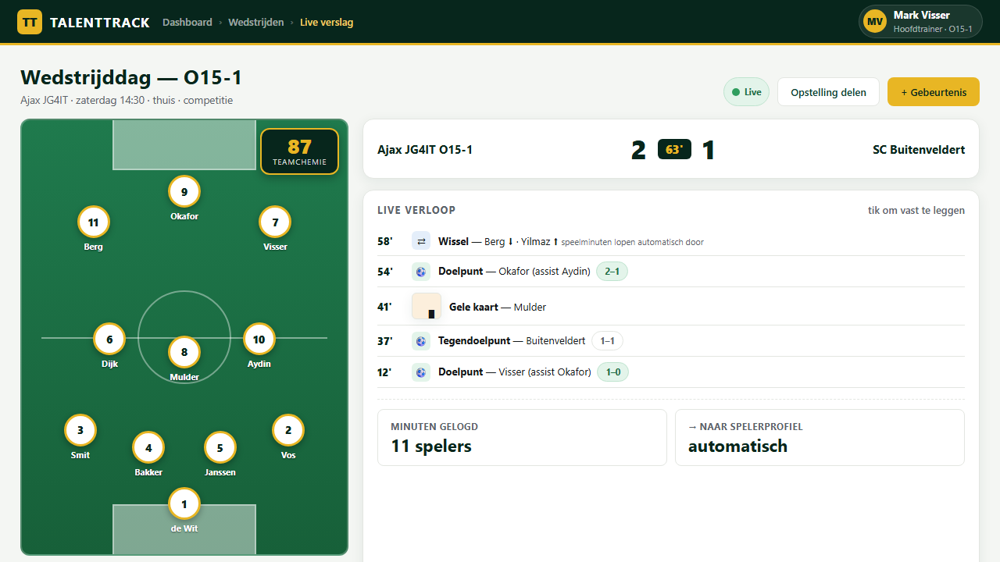 TT TALENTTRACK Dashboard › Wedstrijden › Live verslag
MV Mark Visser
Hoofdtrainer · O15-1
Wedstrijddag — O15-1
Ajax JG4IT · zaterdag 14:30 · thuis · competitie
Live
Opstelling delen
+ Gebeurtenis
87
TEAMCHEMIE
9
Okafor
11
Berg
7
Visser
6
Dijk
8
Mulder
10
Aydin
3
Smit
4
Bakker
5
Janssen
2
Vos
1
de Wit
Ajax JG4IT O15-1 2 63' 1 SC Buitenveldert
LIVE VERLOOP tik om vast te leggen
58' ⇄ Wissel — Berg ⬇ · Yilmaz ⬆ speelminuten lopen automatisch door
54' Doelpunt — Okafor (assist Aydin) 2–1
41' Gele kaart — Mulder
37' Tegendoelpunt — Buitenveldert 1–1
12' Doelpunt — Visser (assist Okafor) 1–0
MINUTEN GELOGD
11 spelers
→ NAAR SPELERPROFIEL
automatisch